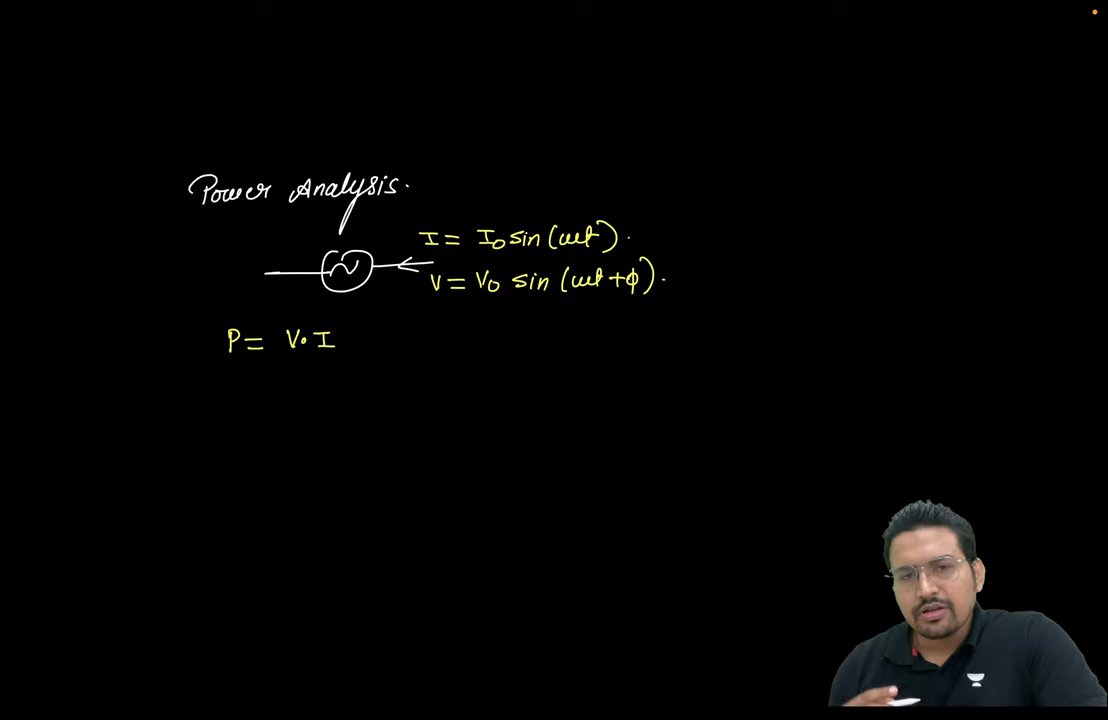 Power Analysis.
I = I₀ sin(ωt).
V = V₀ sin(ωt+ϕ).
P = V.I